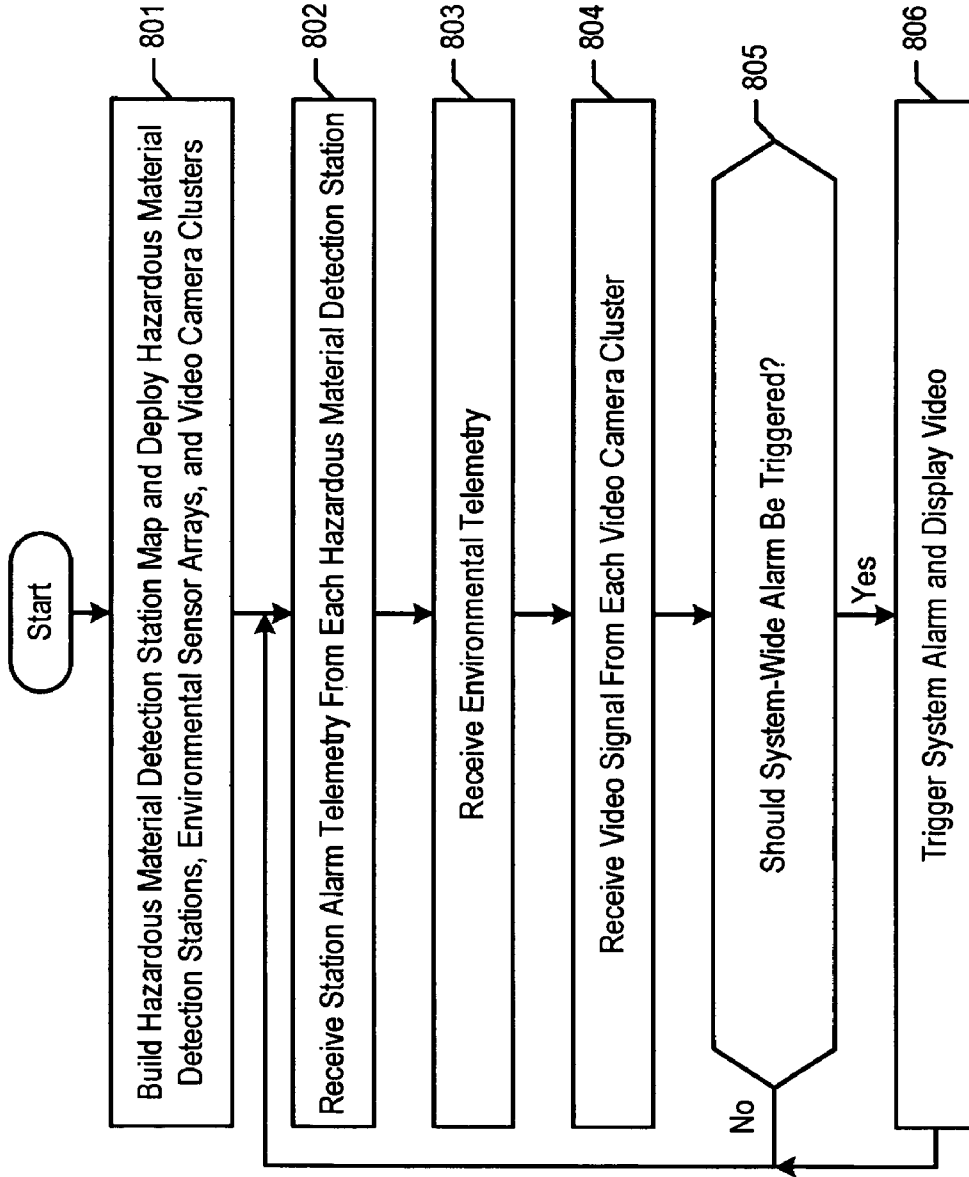 Start
Build Hazardous Material Detection Station Map and Deploy Hazardous Material
Detection Stations, Environmental Sensor Arrays, and Video Camera Clusters
801
Receive Station Alarm Telemetry From Each Hazardous Material Detection Station
802
Receive Environmental Telemetry
803
Receive Video Signal From Each Video Camera Cluster
804
Should System-Wide Alarm Be Triggered?
805
No
Yes
Trigger System Alarm and Display Video
806